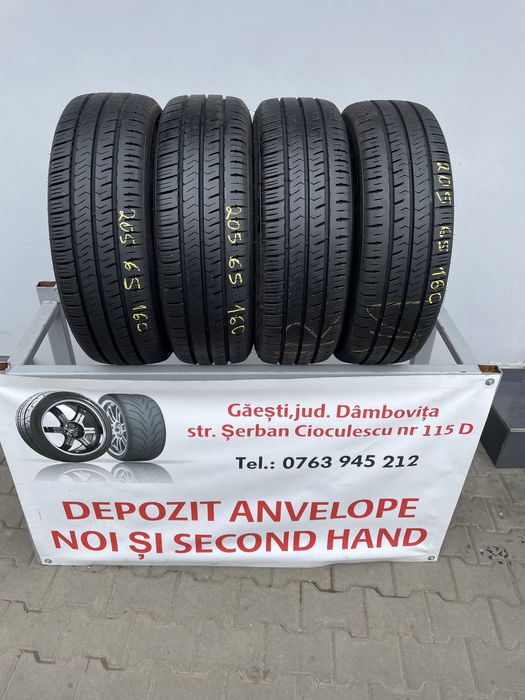 205 65 16C
205 65 16C
205 65 16C
Găești,jud. Dâmbovița
str. Șerban Cioculescu nr 115 D
Tel.: 0763 945 212
DEPOZIT ANVELOPE
NOI ȘI SECOND HAND